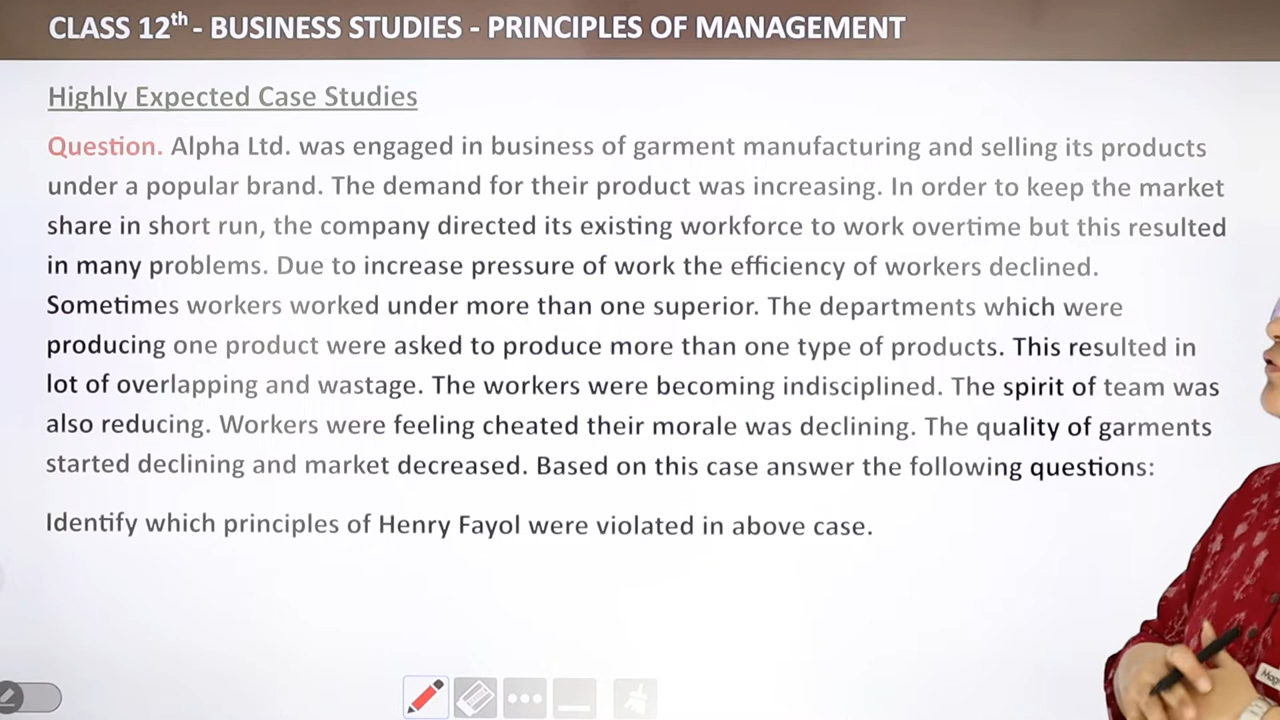 CLASS 12th - BUSINESS STUDIES - PRINCIPLES OF MANAGEMENT
Highly Expected Case Studies
Question. Alpha Ltd. was engaged in business of garment manufacturing and selling its products
under a popular brand. The demand for their product was increasing. In order to keep the market
share in short run, the company directed its existing workforce to work overtime but this resulted
in many problems. Due to increase pressure of work the efficiency of workers declined.
Sometimes workers worked under more than one superior. The departments which were
producing one product were asked to produce more than one type of products. This resulted in
lot of overlapping and wastage. The workers were becoming indisciplined. The spirit of team was
also reducing. Workers were feeling cheated their morale was declining. The quality of garments
started declining and market decreased. Based on this case answer the following questions:
Identify which principles of Henry Fayol were violated in above case.